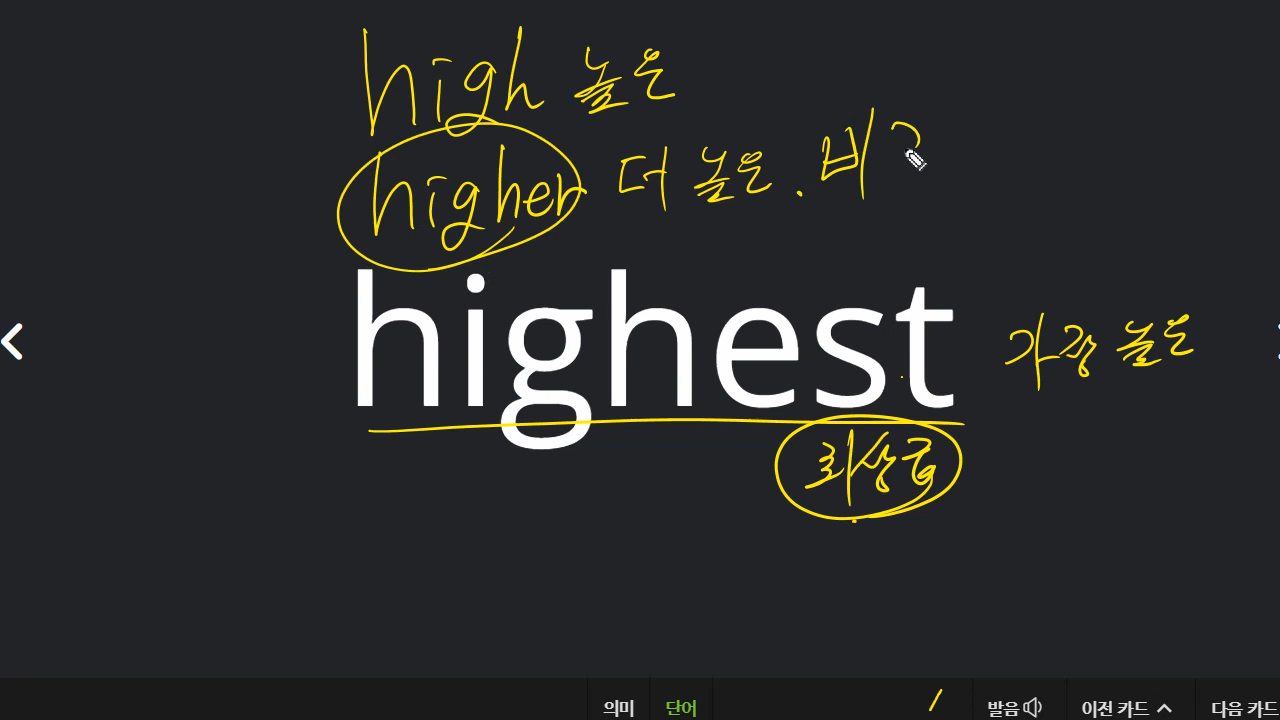 high 높은
higher 더 높은. 비
highest 가장 높은
최상급
의미 단어 발음 이전 카드 다음 카드